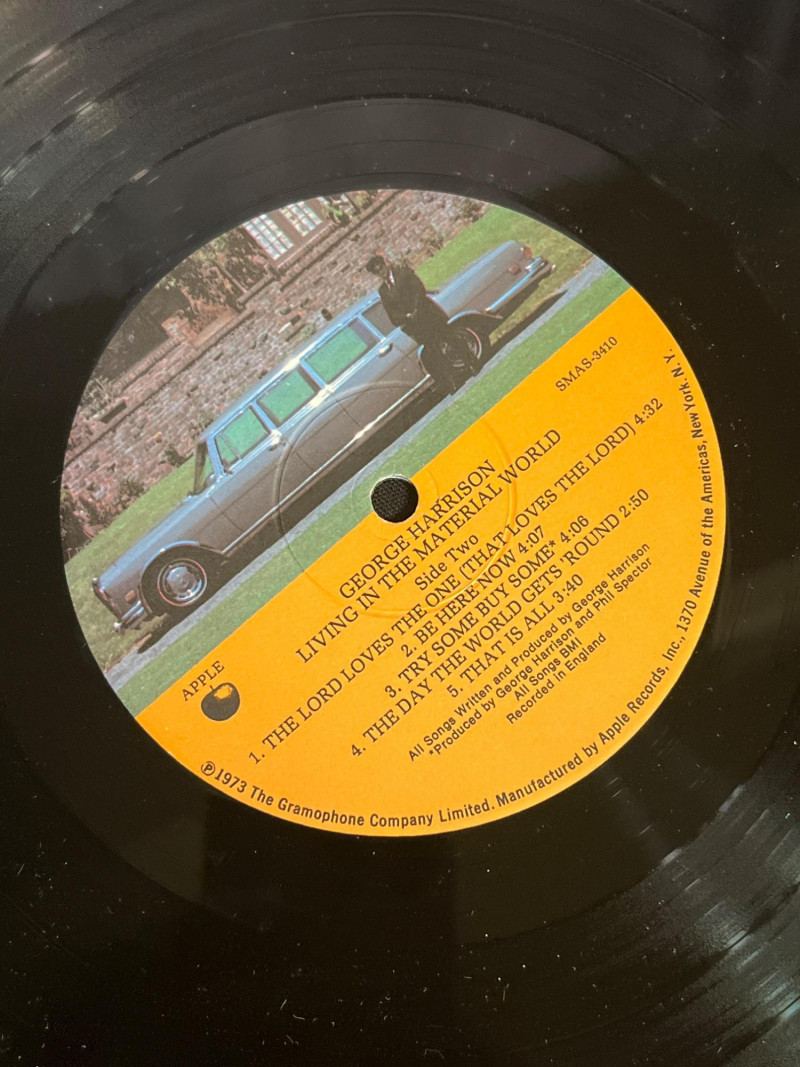 SMAS-3410
GEORGE HARRISON
LIVING IN THE MATERIAL WORLD
Side Two
1. THE LORD LOVES THE ONE (THAT LOVES THE LORD) 4:32
2. BE HERE NOW 4:07
3. TRY SOME BUY SOME* 4:06
4. THE DAY THE WORLD GETS 'ROUND 2:50
5. THAT IS ALL 3:40
All Songs Written and Produced by George Harrison
*Produced by George Harrison and Phil Spector
All Songs BMI
Recorded in England
APPLE
℗1973 The Gramophone Company Limited. Manufactured by Apple Records, Inc., 1370 Avenue of the Americas, New York. N. Y.